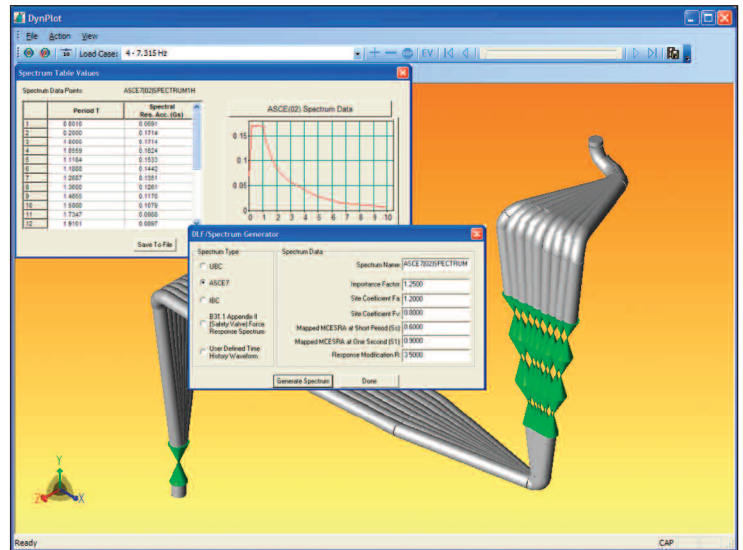 DynPlot
File Action View
Load Case: 4 - 7.315 Hz
EV
Spectrum Table Values
Spectrum Data Points: ASCE7(02)SPECTRUM1H
Period T Spectral Res. Acc. (Gs)
1 0.0010 0.0691
2 0.2000 0.1714
3 1.0000 0.1714
4 1.0559 0.1624
5 1.1184 0.1533
6 1.1888 0.1442
7 1.2687 0.1351
8 1.3600 0.1261
9 1.4655 0.1170
10 1.5888 0.1079
11 1.7347 0.0988
12 1.9101 0.0897
Save To File
ASCE(02) Spectrum Data
0.15
0.1
0.05
0
0 1 2 3 4 5 6 7 8 9 10
DLF/Spectrum Generator
Spectrum Type
UBC
ASCE7
IBC
B31.1 Appendix II
(Safety Valve) Force
Response Spectrum
User Defined Time
History Waveform
Spectrum Data
Spectrum Name: ASCE7(02)SPECTRUM
Importance Factor: 1.2500
Site Coefficient Fa: 1.2000
Site Coefficient Fv: 0.8000
Mapped MCESRA at Short Period (Ss): 0.6000
Mapped MCESRA at One Second (S1): 0.9000
Response Modification R: 3.5000
Generate Spectrum Done
Y
Z X
Ready CAP